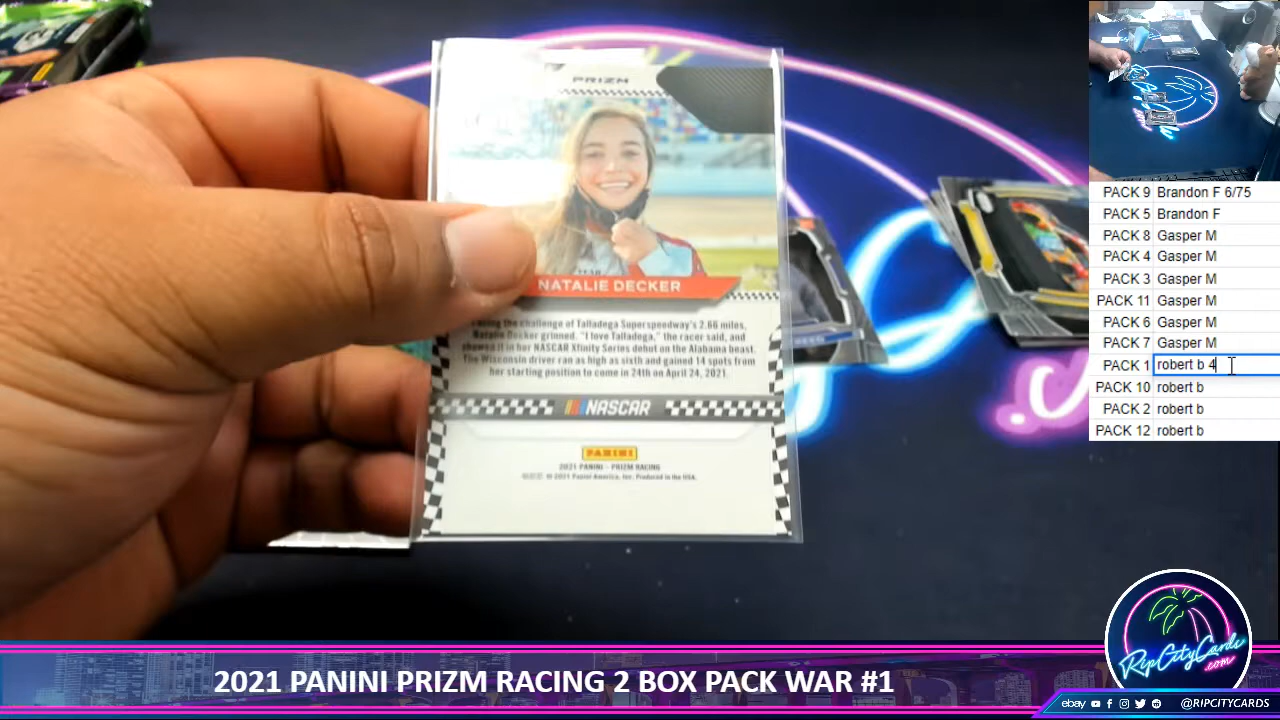 PRIZM
NATALIE DECKER
the challenge of Talladega Superspeedway's 2.66 miles,
Natalie Decker grinned. "I love Talladega," the racer said, and
showed it in her NASCAR Xfinity Series debut on the Alabama beast.
The Wisconsin driver ran as high as sixth and gained 14 spots from
her starting position to come in 24th on April 24, 2021.
NASCAR
PANINI
2021 PANINI - PRIZM RACING
© 2021 Panini America, Inc. Produced in the USA.
PACK 9 Brandon F 6/75
PACK 5 Brandon F
PACK 8 Gasper M
PACK 4 Gasper M
PACK 3 Gasper M
PACK 11 Gasper M
PACK 6 Gasper M
PACK 7 Gasper M
PACK 1 robert b 4
PACK 10 robert b
PACK 2 robert b
PACK 12 robert b
RipCityCards
.com
2021 PANINI PRIZM RACING 2 BOX PACK WAR #1
ebay @RIPCITYCARDS